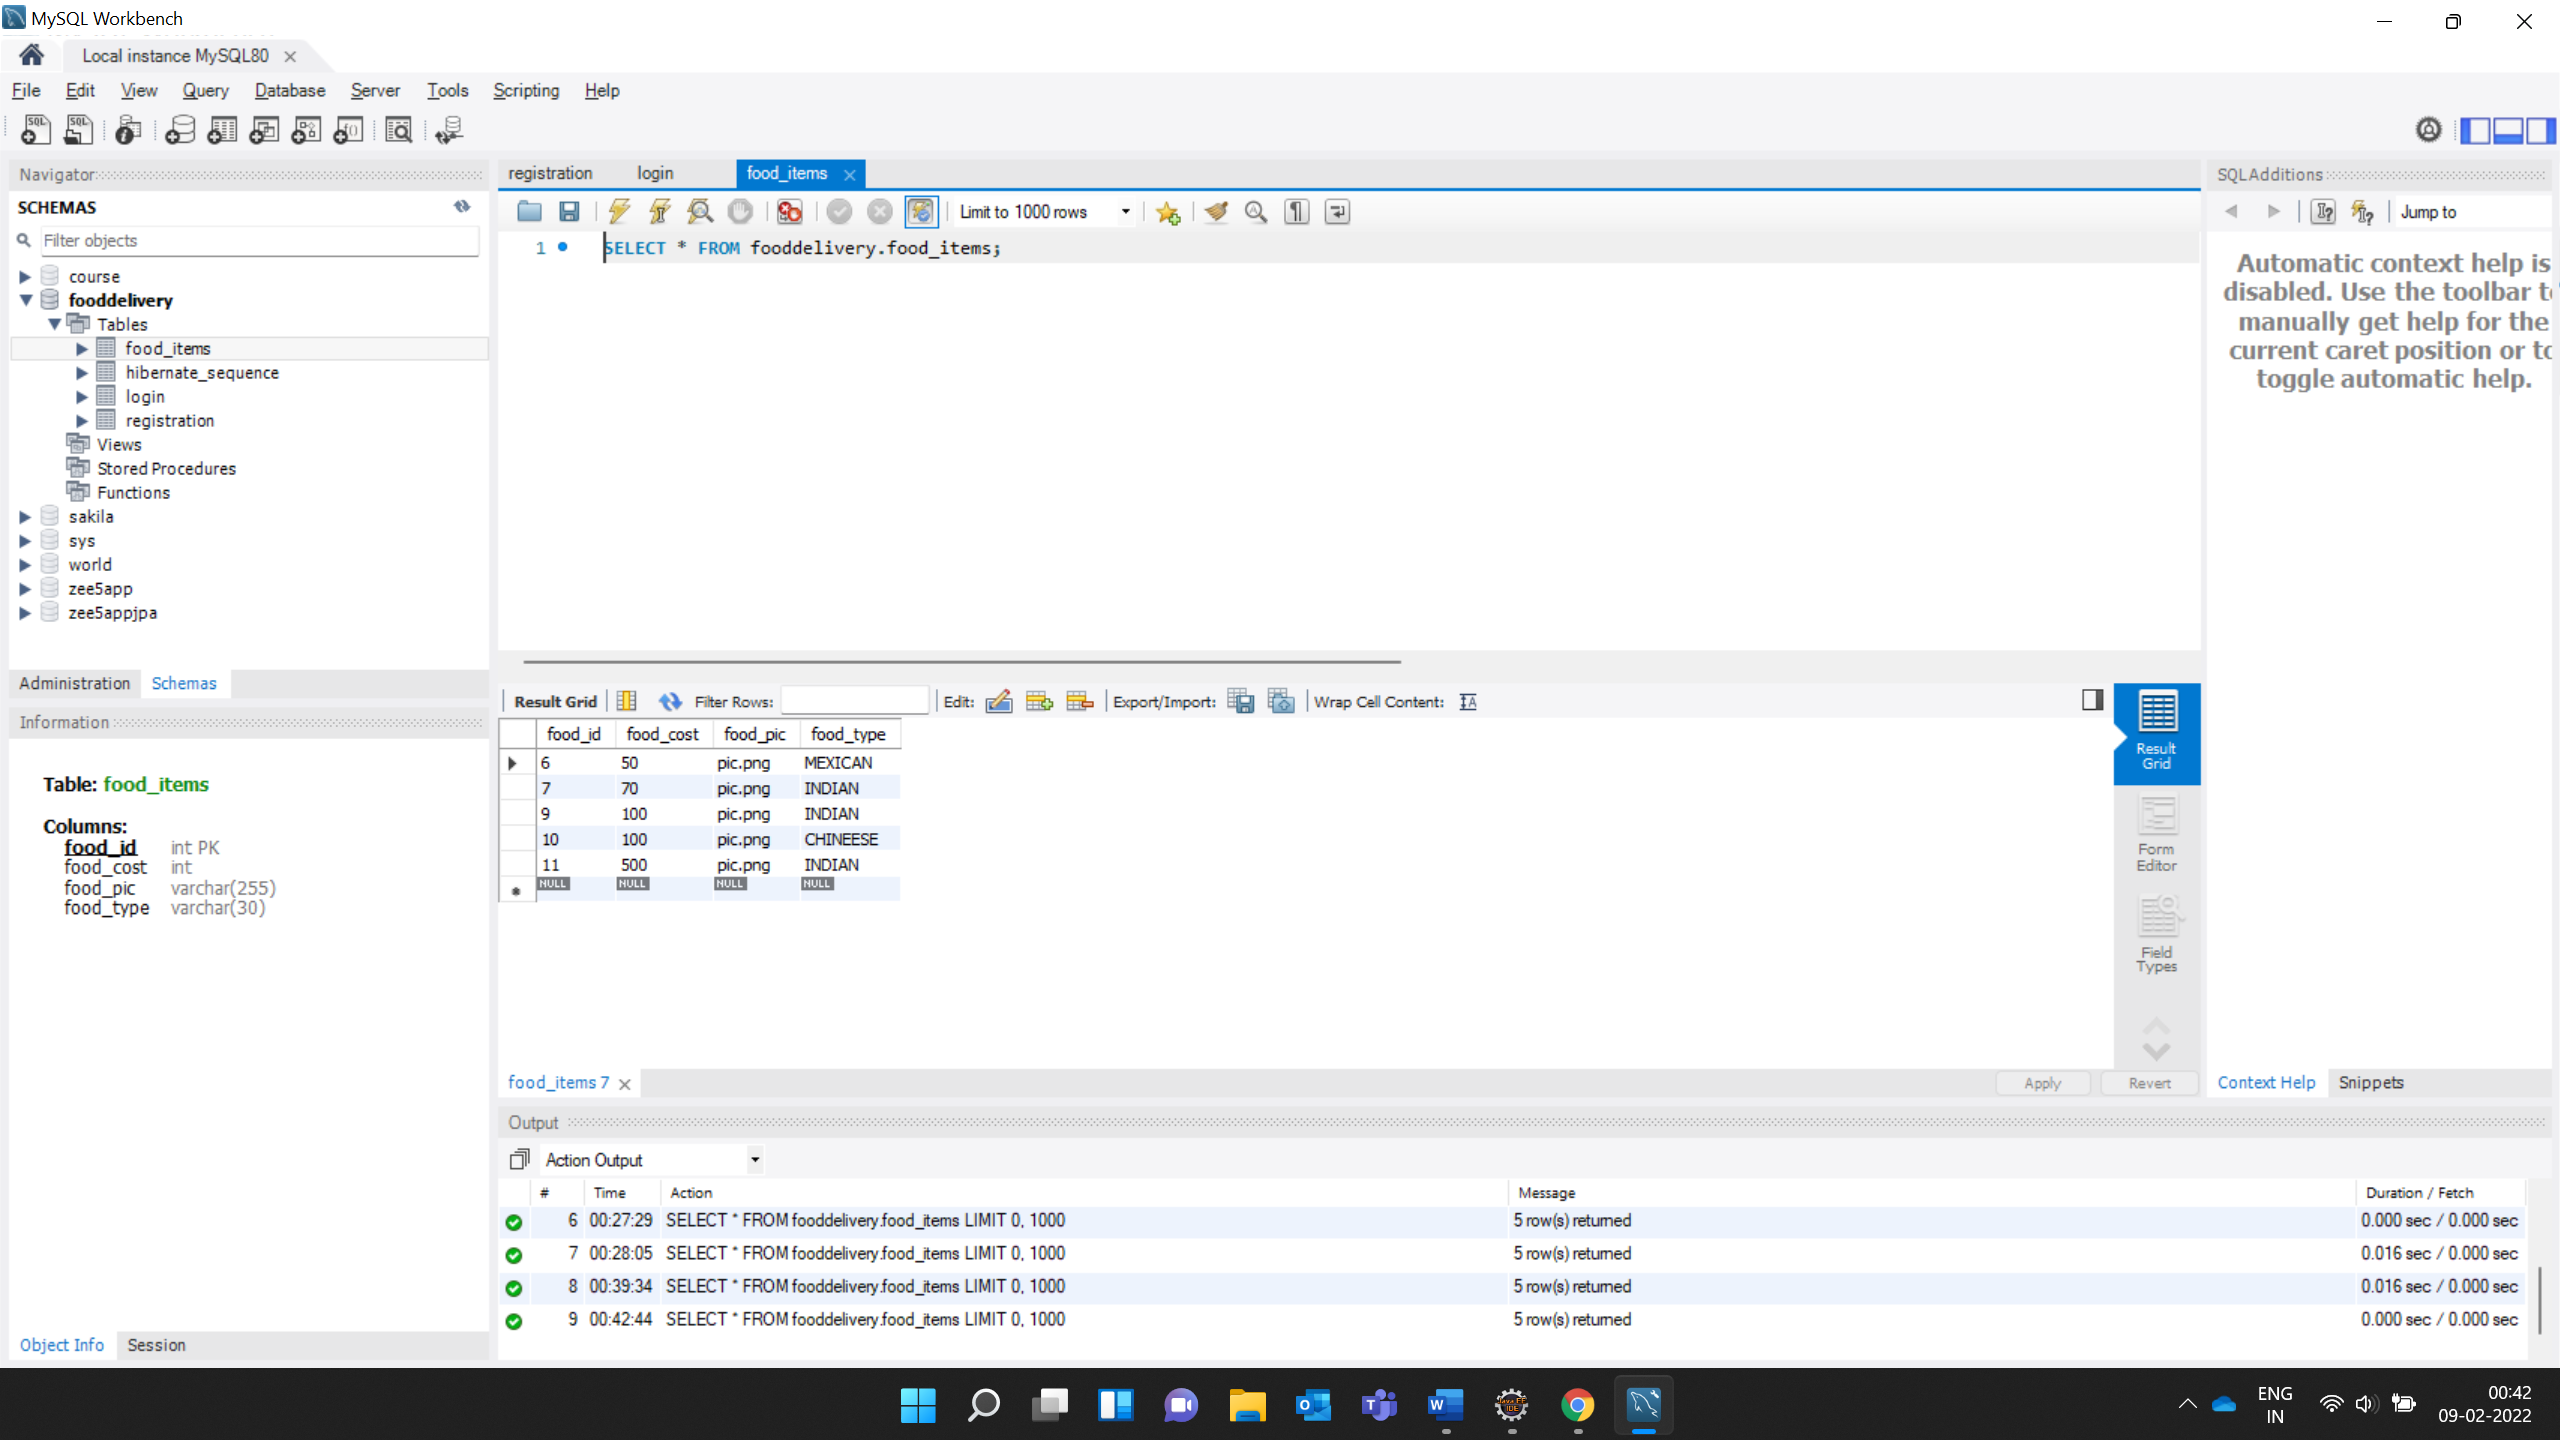 MySQL Workbench
Local instance MySQL80
File Edit View Query Database Server Tools Scripting Help
Navigator
SCHEMAS
Filter objects
course
fooddelivery
Tables
food_items
hibernate_sequence
login
registration
Views
Stored Procedures
Functions
sakila
sys
world
zee5app
zee5appjpa
Administration Schemas
Information
Table: food_items
Columns:
food_id int PK
food_cost int
food_pic varchar(255)
food_type varchar(30)
Object Info Session
registration login food_items
Limit to 1000 rows
1 SELECT * FROM fooddelivery.food_items;
Result Grid Filter Rows: Edit: Export/Import: Wrap Cell Content:
food_id food_cost food_pic food_type
6 50 pic.png MEXICAN
7 70 pic.png INDIAN
9 100 pic.png INDIAN
10 100 pic.png CHINEESE
11 500 pic.png INDIAN
NULL NULL NULL NULL
Result
Grid
Form
Editor
Field
Types
food_items 7
Apply Revert
SQLAdditions
Jump to
Automatic context help is
disabled. Use the toolbar
manually get help for the
current caret position or
toggle automatic help.
Context Help Snippets
Output
Action Output
# Time Action Message Duration / Fetch
6 00:27:29 SELECT * FROM fooddelivery.food_items LIMIT 0, 1000 5 row(s) returned 0.000 sec / 0.000 sec
7 00:28:05 SELECT * FROM fooddelivery.food_items LIMIT 0, 1000 5 row(s) returned 0.016 sec / 0.000 sec
8 00:39:34 SELECT * FROM fooddelivery.food_items LIMIT 0, 1000 5 row(s) returned 0.016 sec / 0.000 sec
9 00:42:44 SELECT * FROM fooddelivery.food_items LIMIT 0, 1000 5 row(s) returned 0.000 sec / 0.000 sec
ENG
IN
00:42
09-02-2022